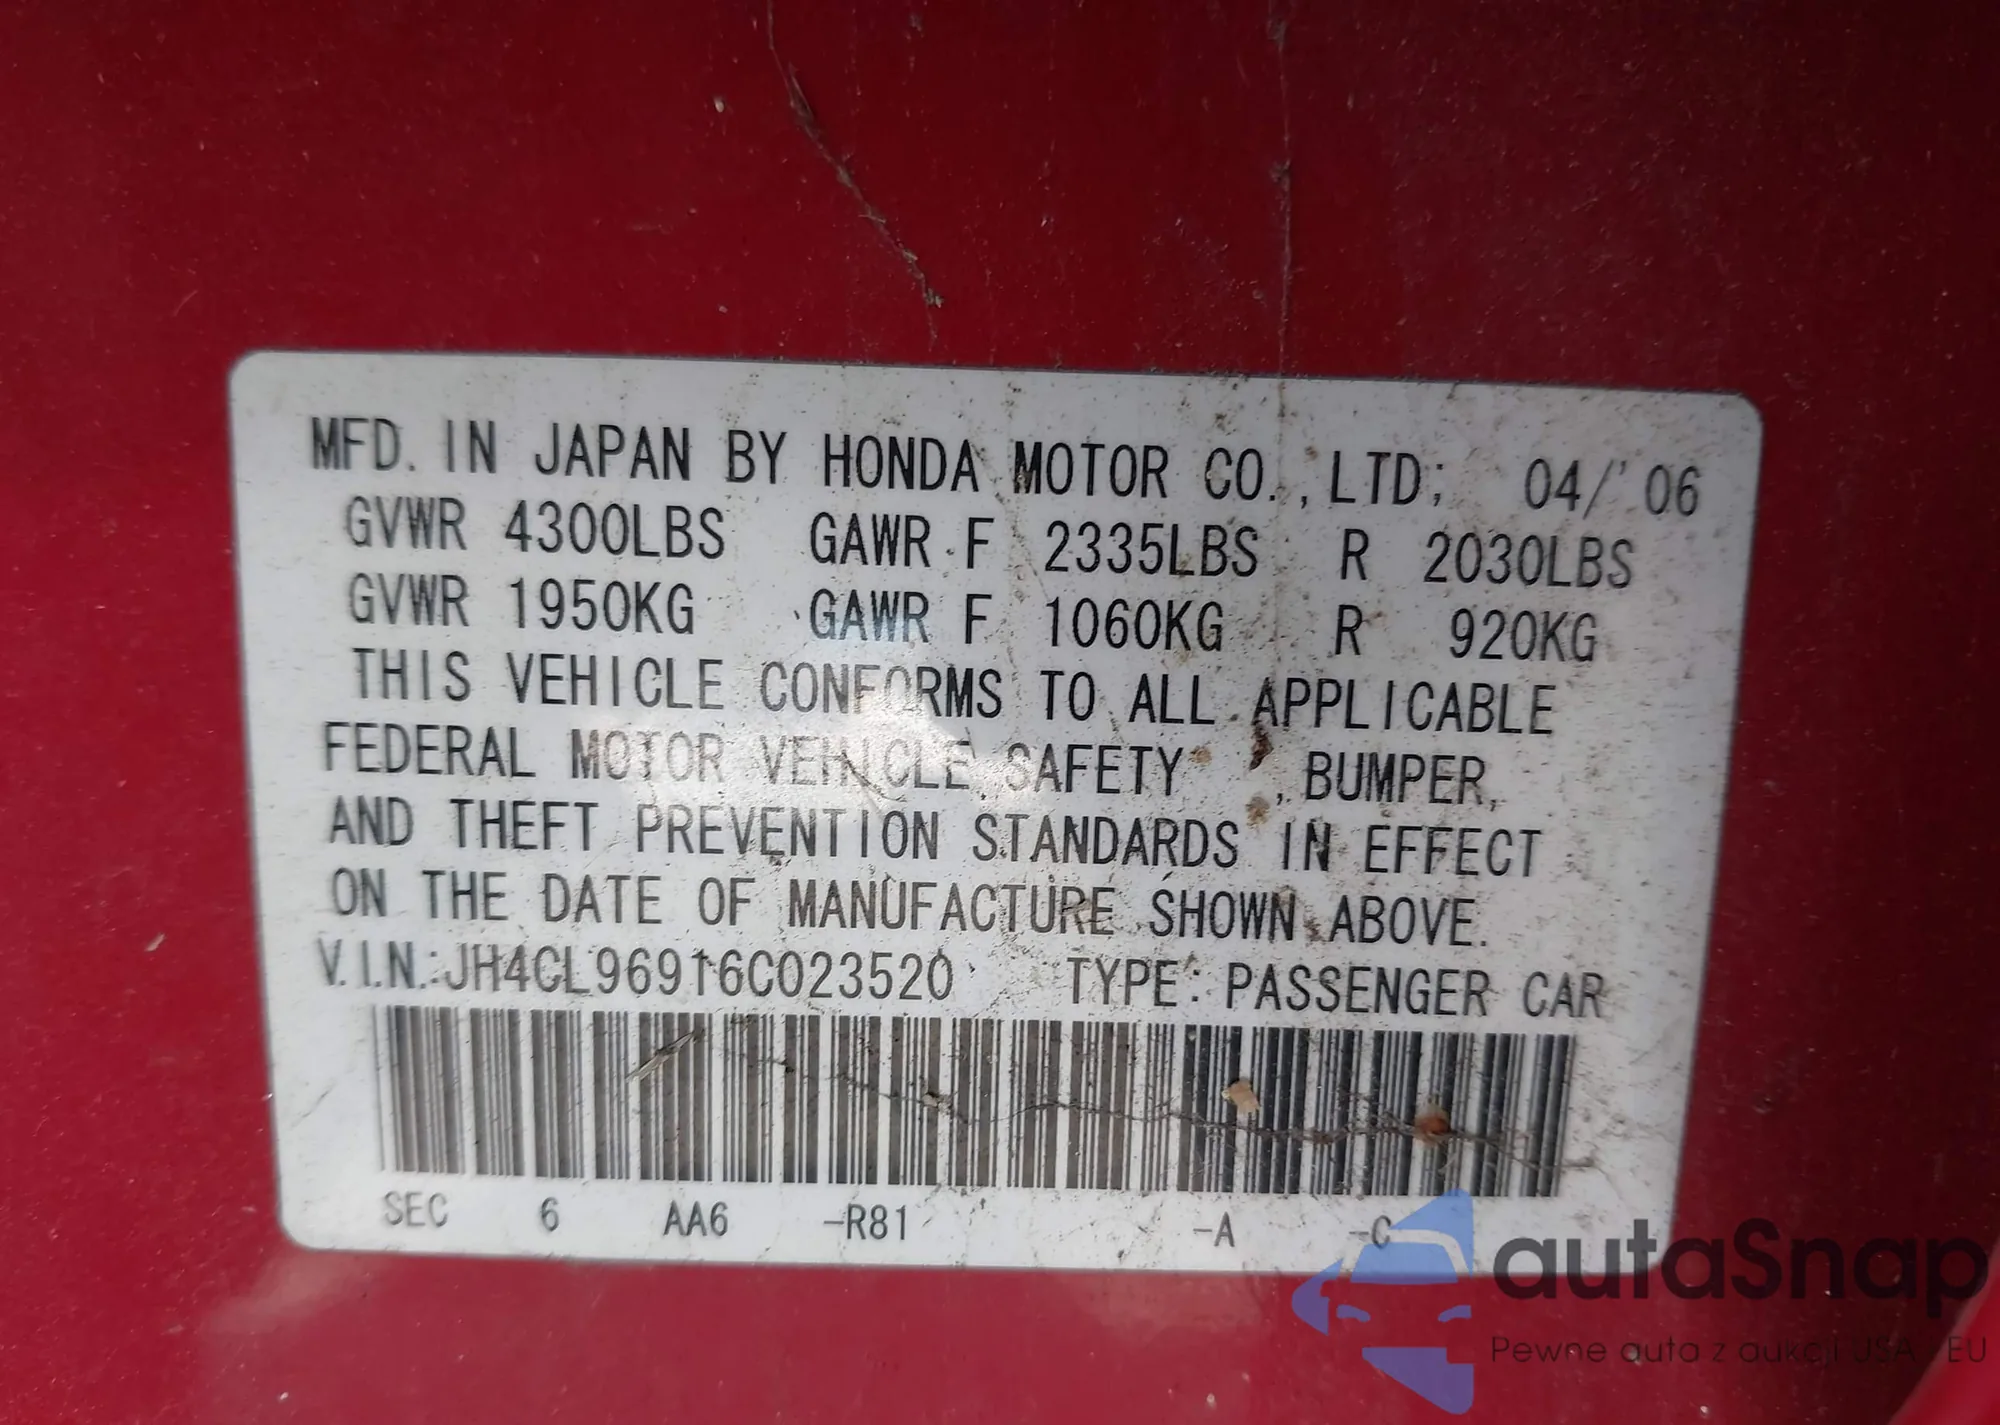 MFD. IN JAPAN BY HONDA MOTOR CO., LTD; 04/'06
GVWR 4300LBS GAWR F 2335LBS R 2030LBS
GVWR 1950KG GAWR F 1060KG R 920KG
THIS VEHICLE CONFORMS TO ALL APPLICABLE
FEDERAL MOTOR VEHICLE SAFETY , BUMPER,
AND THEFT PREVENTION STANDARDS IN EFFECT
ON THE DATE OF MANUFACTURE SHOWN ABOVE.
V.I.N.:JH4CL96916C023520 TYPE: PASSENGER CAR
SEC 6 AA6 -R81 -A -C
autaSnap
Pewne auta z aukcji USA i EU